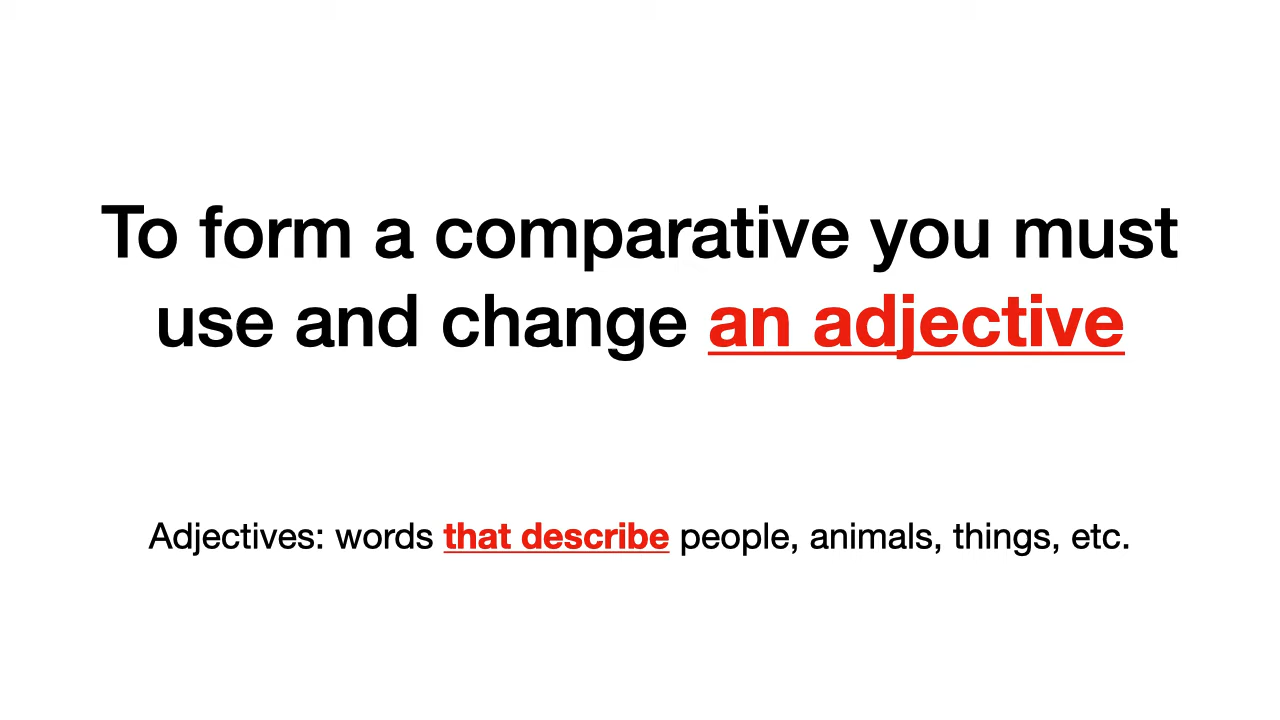 To form a comparative you must
use and change an adjective
Adjectives: words that describe people, animals, things, etc.